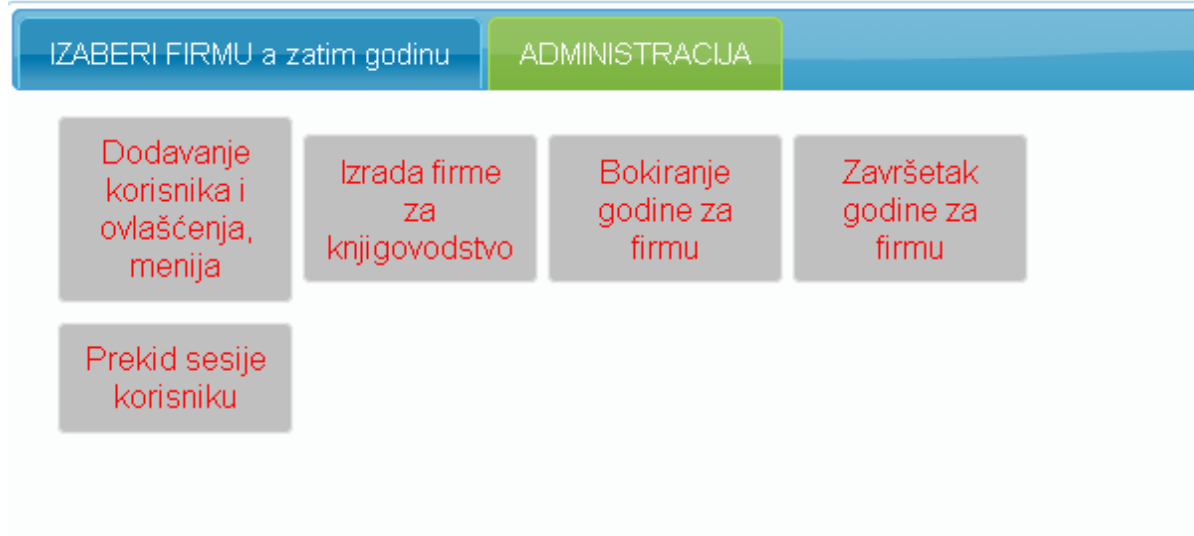 IZABERI FIRMU a zatim godinu
ADMINISTRACIJA
Dodavanje
korisnika i
ovlašćenja,
menija
Izrada firme
za
knjigovodstvo
Bokiranje
godine za
firmu
Završetak
godine za
firmu
Prekid sesije
korisniku